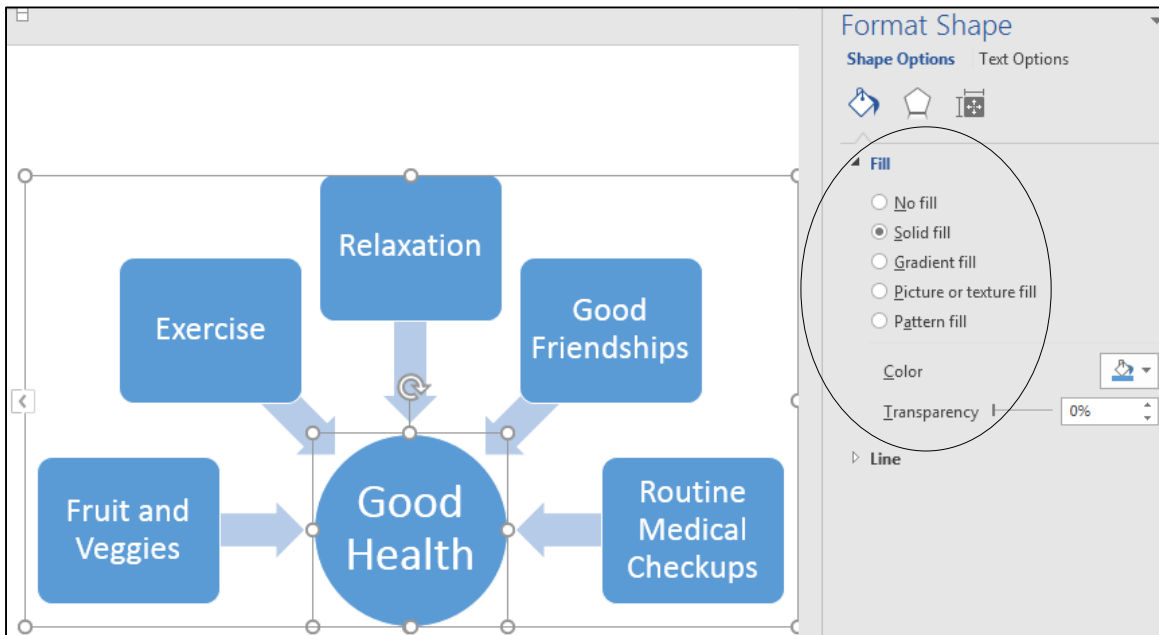 Format Shape
Shape Options Text Options
Fill
No fill
Solid fill
Gradient fill
Picture or texture fill
Pattern fill
Color
Transparency 0%
Line
Relaxation
Exercise
Good
Friendships
Fruit and
Veggies
Good
Health
Routine
Medical
Checkups